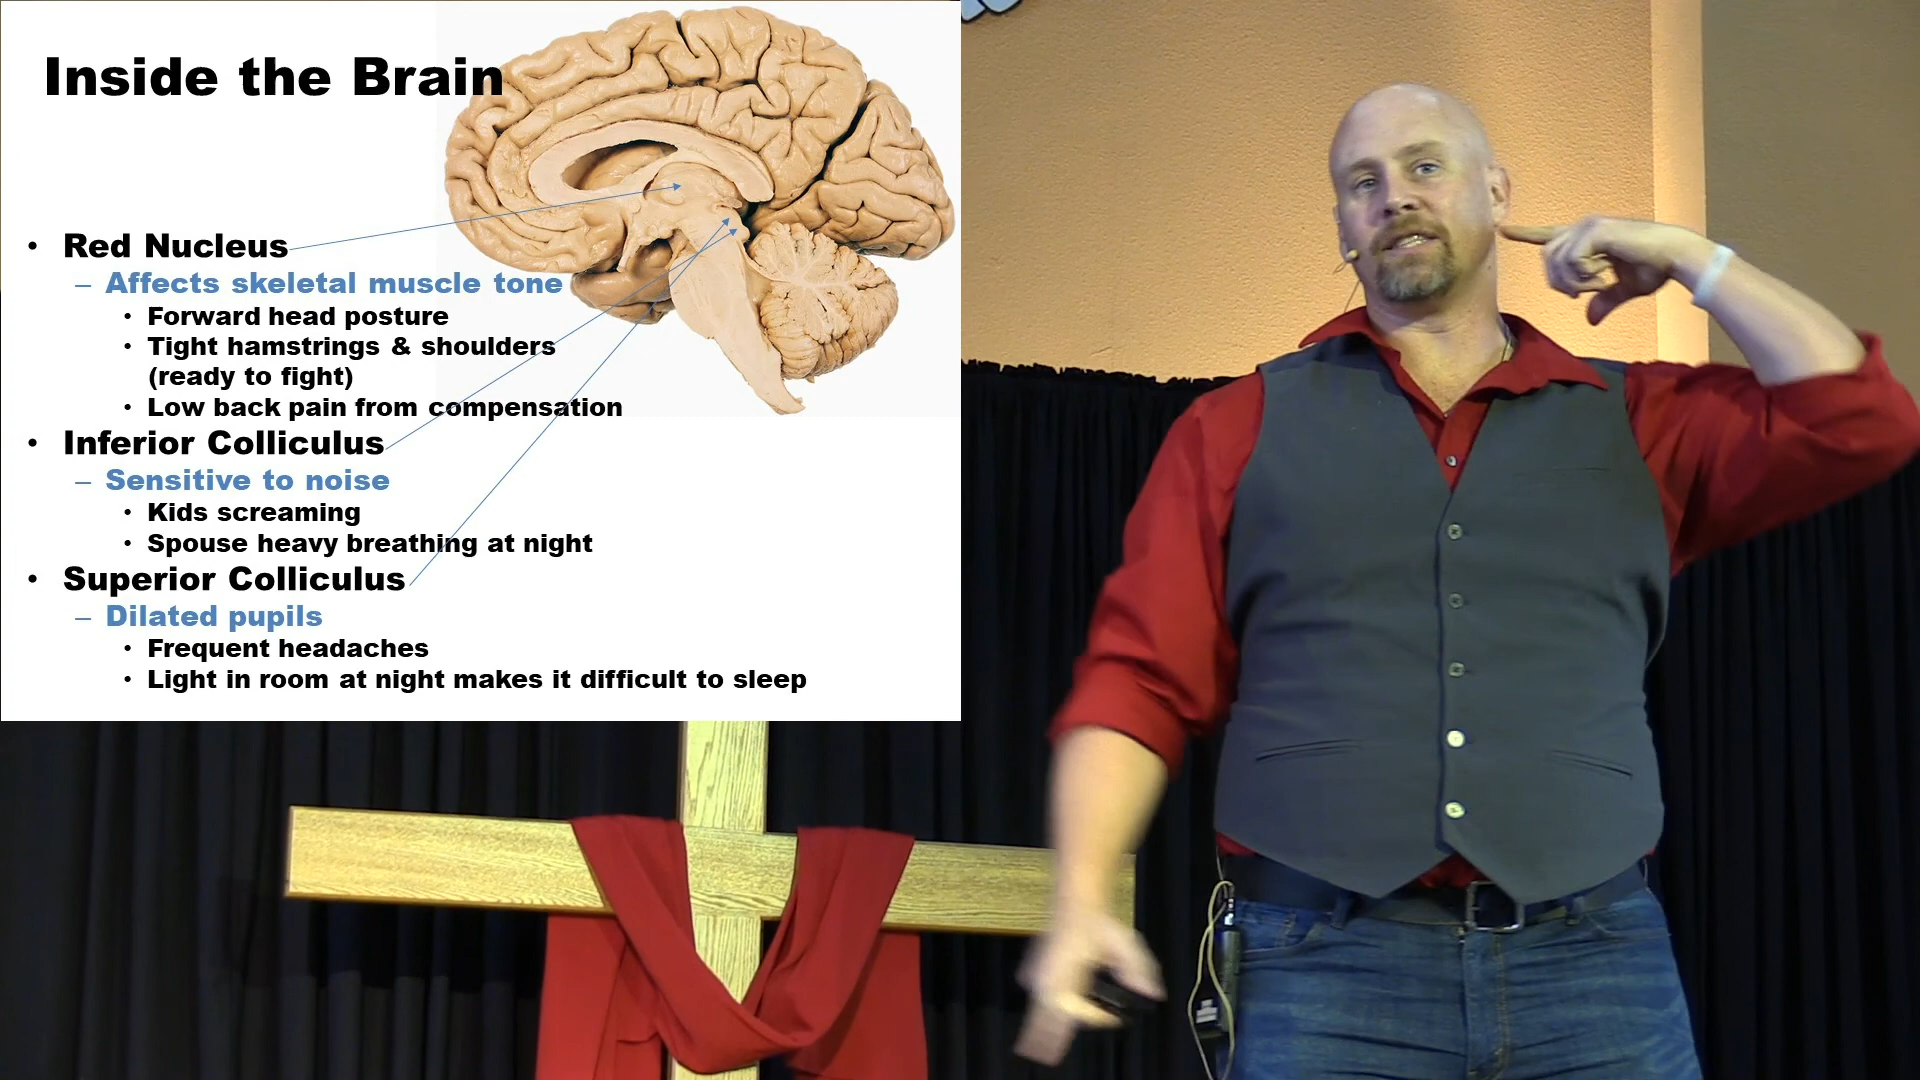 Inside the Brain
• Red Nucleus
– Affects skeletal muscle tone
• Forward head posture
• Tight hamstrings & shoulders
(ready to fight)
• Low back pain from compensation
• Inferior Colliculus
– Sensitive to noise
• Kids screaming
• Spouse heavy breathing at night
• Superior Colliculus
– Dilated pupils
• Frequent headaches
• Light in room at night makes it difficult to sleep